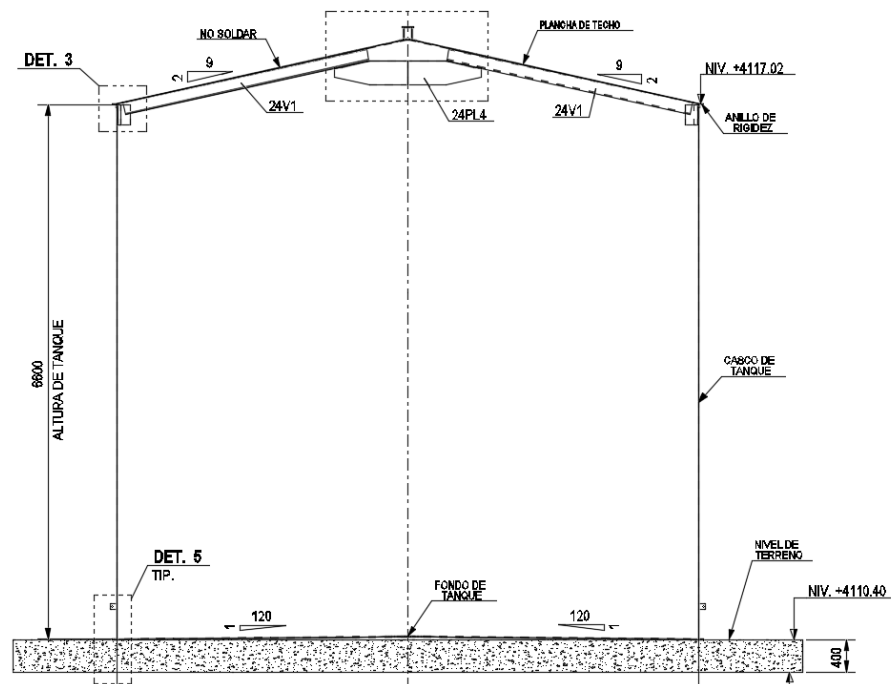 NO SOLDAR
PLANCHA DE TECHO
DET. 3
9
2
9
2
NIV. +4117.02
24V1
24PL4
24V1
ANILLO DE
RIGIDEZ
6600
ALTURA DE TANQUE
CASCO DE
TANQUE
DET. 5
TIP.
FONDO DE
TANQUE
NIVEL DE
TERRENO
NIV. +4110.40
1
120
120
1
400